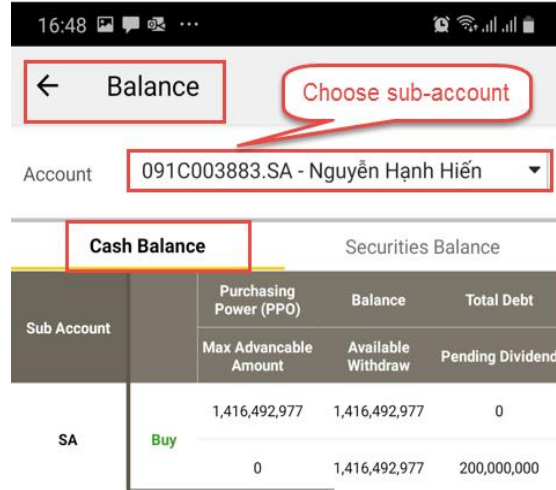 16:48
Balance
Choose sub-account
Account 091C003883.SA - Nguyễn Hạnh Hiến
Cash Balance Securities Balance
Sub Account
Purchasing Power (PPO) Balance Total Debt
Max Advancable Amount Available Withdraw Pending Dividend
SA Buy
1,416,492,977 1,416,492,977 0
0 1,416,492,977 200,000,000